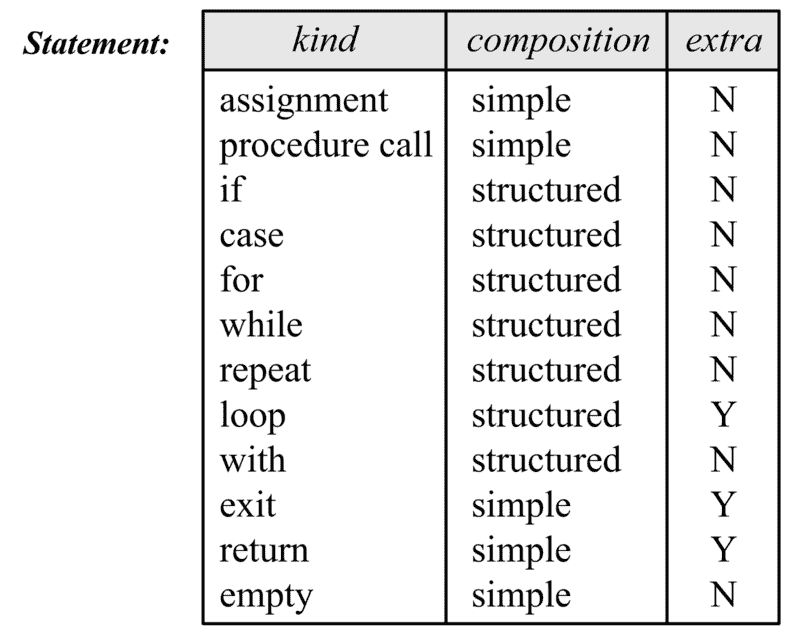 Statement: kind composition extra
assignment simple N
procedure call simple N
if structured N
case structured N
for structured N
while structured N
repeat structured N
loop structured Y
with structured N
exit simple Y
return simple Y
empty simple N